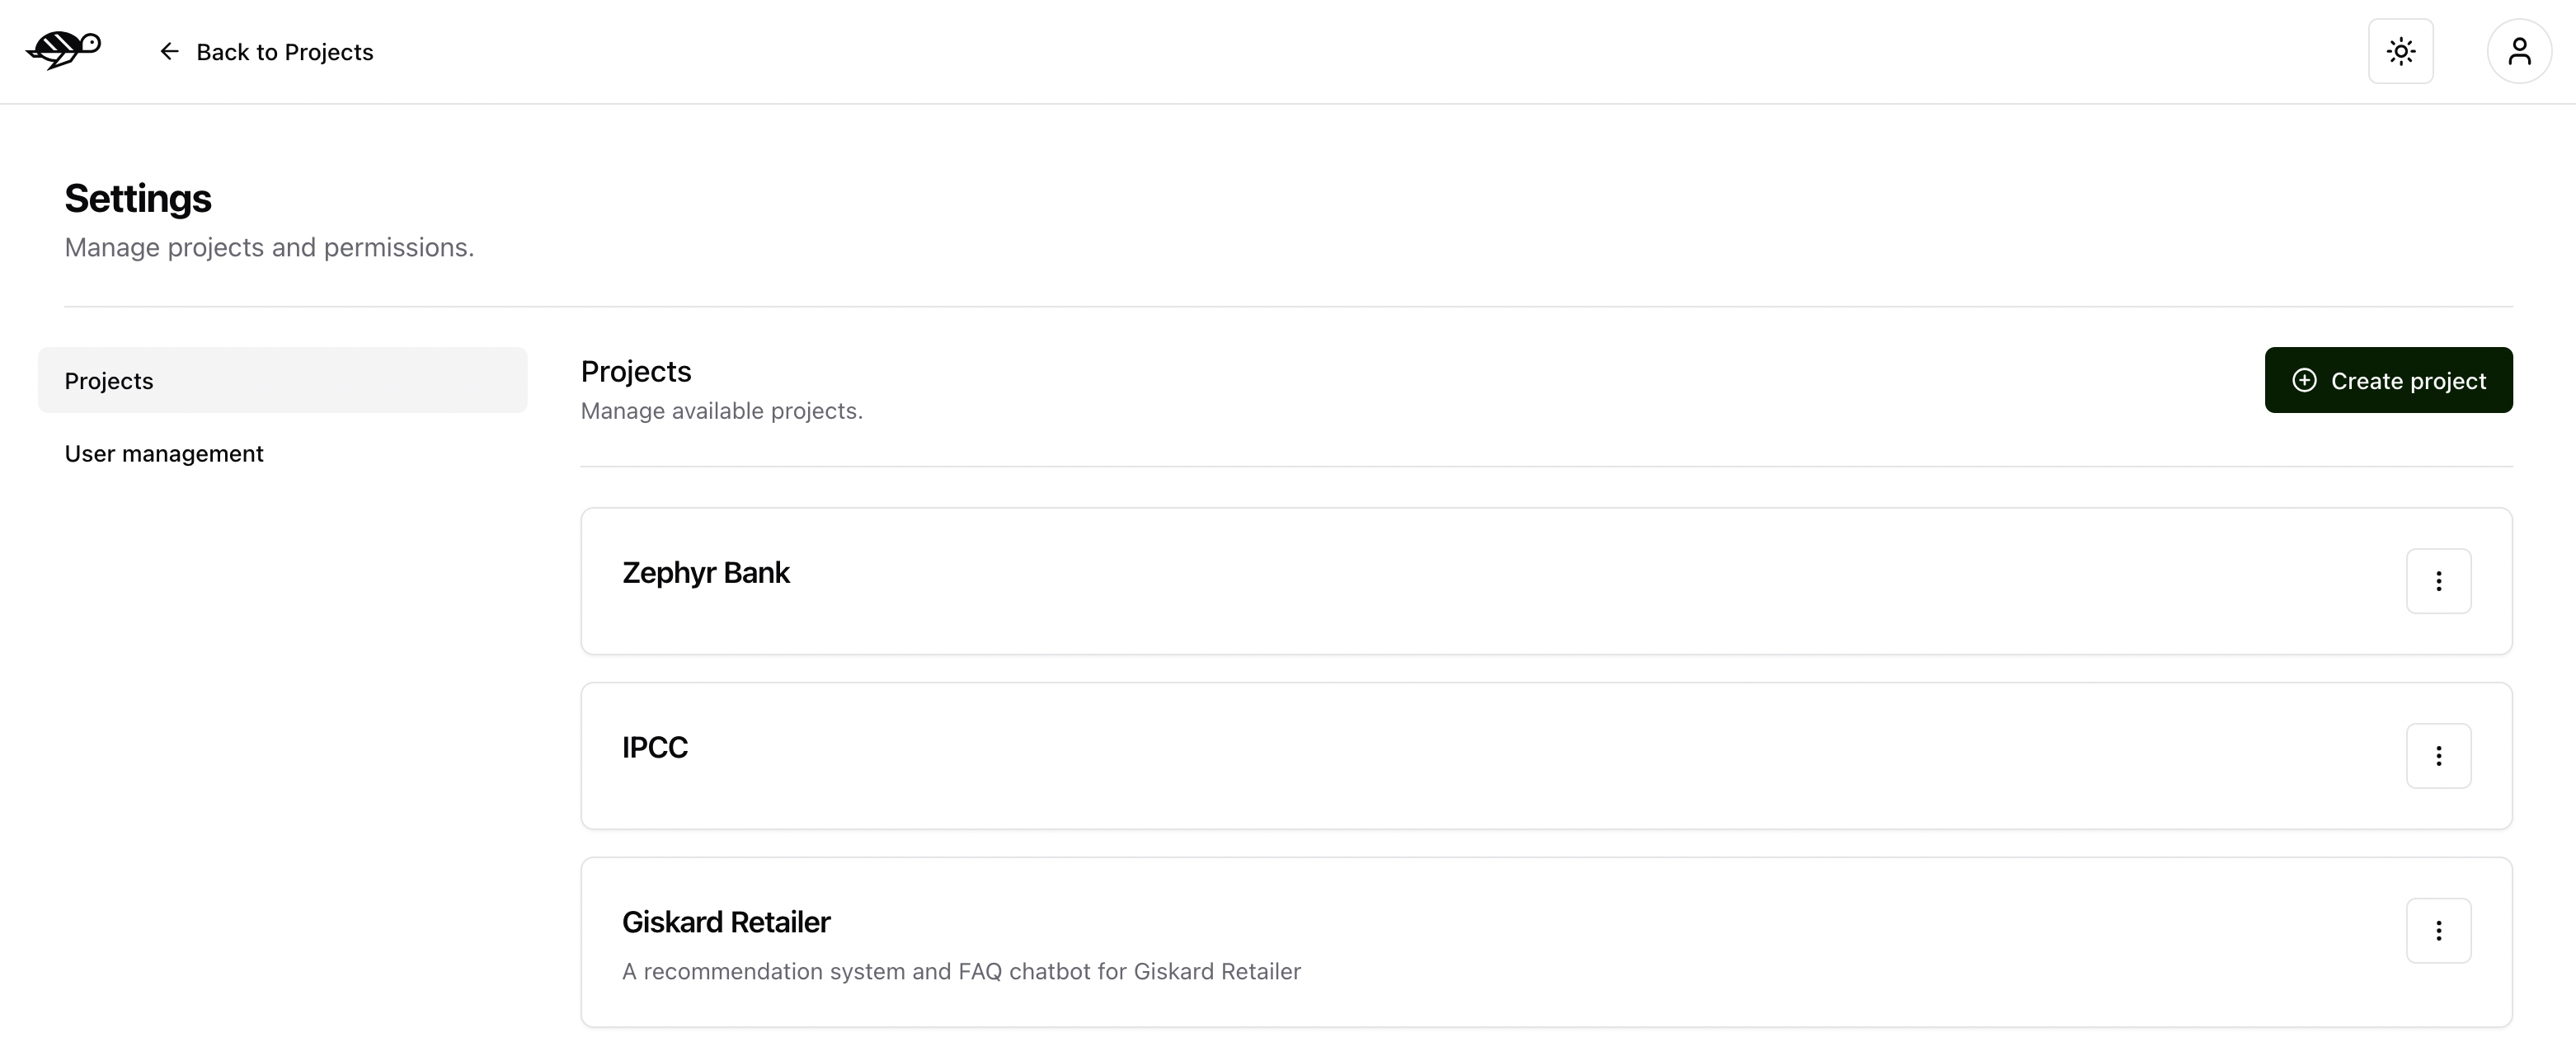 Back to Projects
Settings
Manage projects and permissions.
Projects
User management
Projects
Manage available projects.
Create project
Zephyr Bank
IPCC
Giskard Retailer
A recommendation system and FAQ chatbot for Giskard Retailer